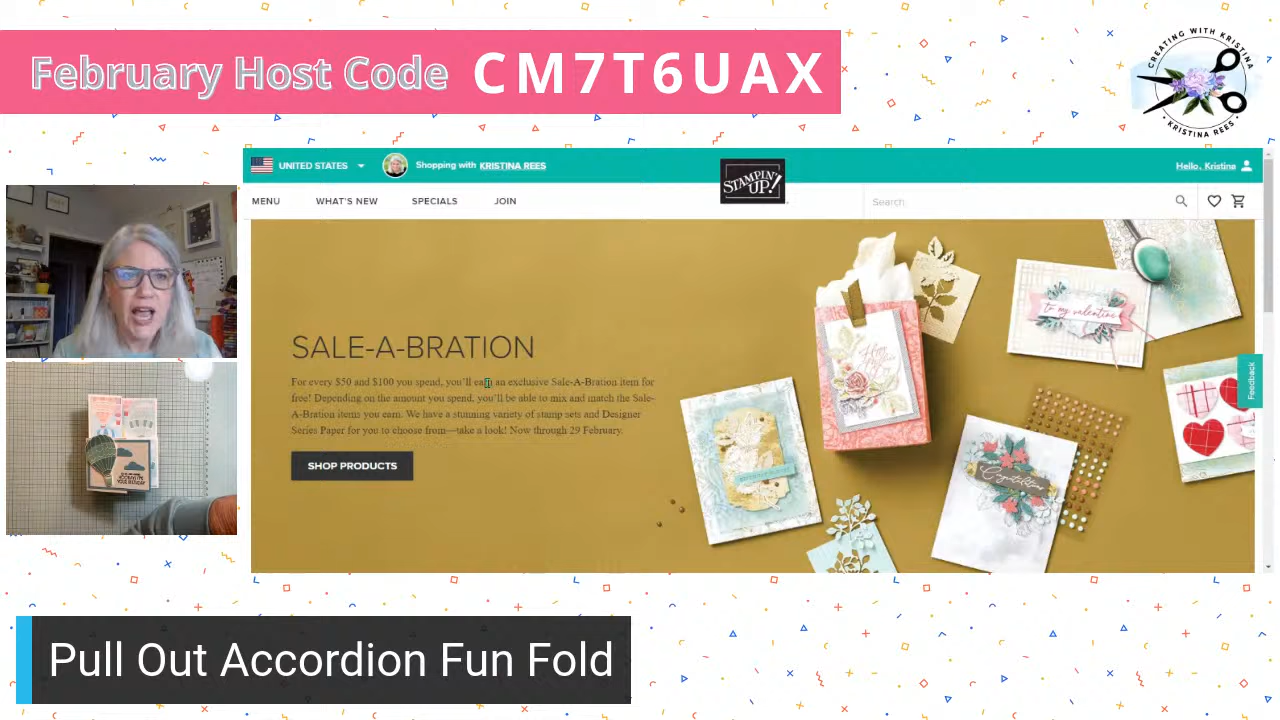 February Host Code CM7T6UAX
CREATING WITH KRISTINA
KRISTINA REES
UNITED STATES
Shopping with KRISTINA REES
STAMPIN' UP!
Hello, Kristina
MENU
WHAT'S NEW
SPECIALS
JOIN
Search
SALE-A-BRATION
For every $50 and $100 you spend, you'll earn an exclusive Sale-A-Bration item for
free! Depending on the amount you spend, you'll be able to mix and match the Sale-
A-Bration items you earn. We have a stunning variety of stamp sets and Designer
Series Paper for you to choose from—take a look! Now through 29 February.
SHOP PRODUCTS
to my valentine
Happy
Congratulations
Feedback
Pull Out Accordion Fun Fold